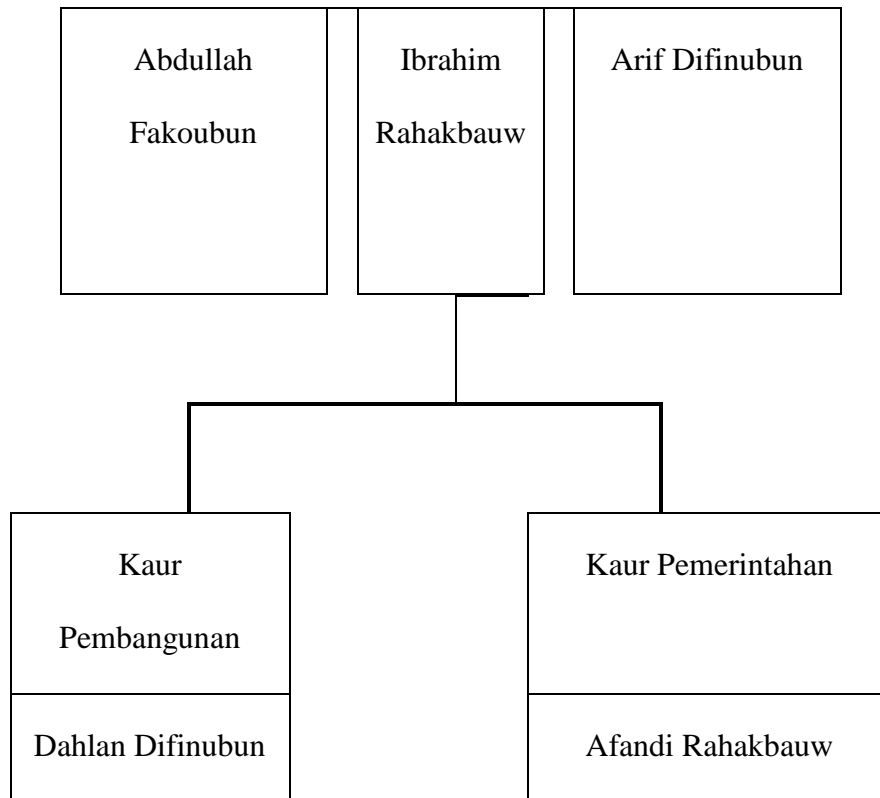 Abdullah
Fakoubun
Ibrahim
Rahakbauw
Arif Difinubun
Kaur
Pembangunan
Dahlan Difinubun
Kaur Pemerintahan
Afandi Rahakbauw